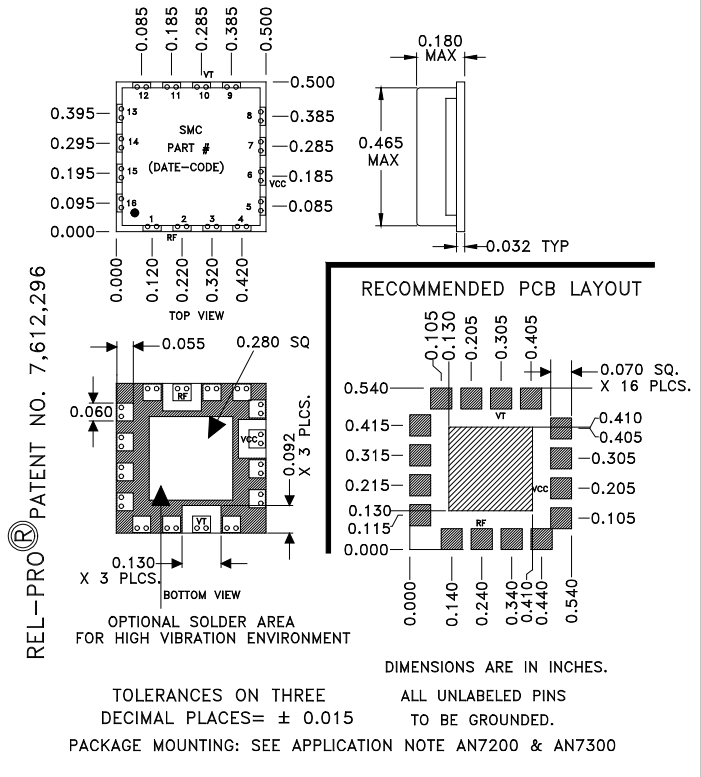 0.085
0.185
0.285
0.385
0.500
VT
12
11
10
9
0.500
0.395
13
8
0.385
SMC
0.295
14
PART #
7
0.285
(DATE-CODE)
0.195
15
6
0.185
VCC
0.095
16
5
0.085
0.000
1
2
3
4
RF
0.000
0.120
0.220
0.320
0.420
TOP VIEW
0.180
MAX
0.465
MAX
0.032 TYP
REL-PRO® PATENT NO. 7,612,296
0.055
0.280 SQ
RF
0.060
VCC
0.092
X 3 PLCS.
VT
0.130
X 3 PLCS.
BOTTOM VIEW
OPTIONAL SOLDER AREA
FOR HIGH VIBRATION ENVIRONMENT
RECOMMENDED PCB LAYOUT
0.105
0.130
0.205
0.305
0.405
0.070 SQ.
X 16 PLCS.
0.540
VT
0.415
0.410
0.405
0.315
0.305
0.215
VCC
0.205
0.130
0.115
RF
0.105
0.000
0.000
0.140
0.240
0.340
0.410
0.440
0.540
DIMENSIONS ARE IN INCHES.
TOLERANCES ON THREE
DECIMAL PLACES= ± 0.015
ALL UNLABELED PINS
TO BE GROUNDED.
PACKAGE MOUNTING: SEE APPLICATION NOTE AN7200 & AN7300